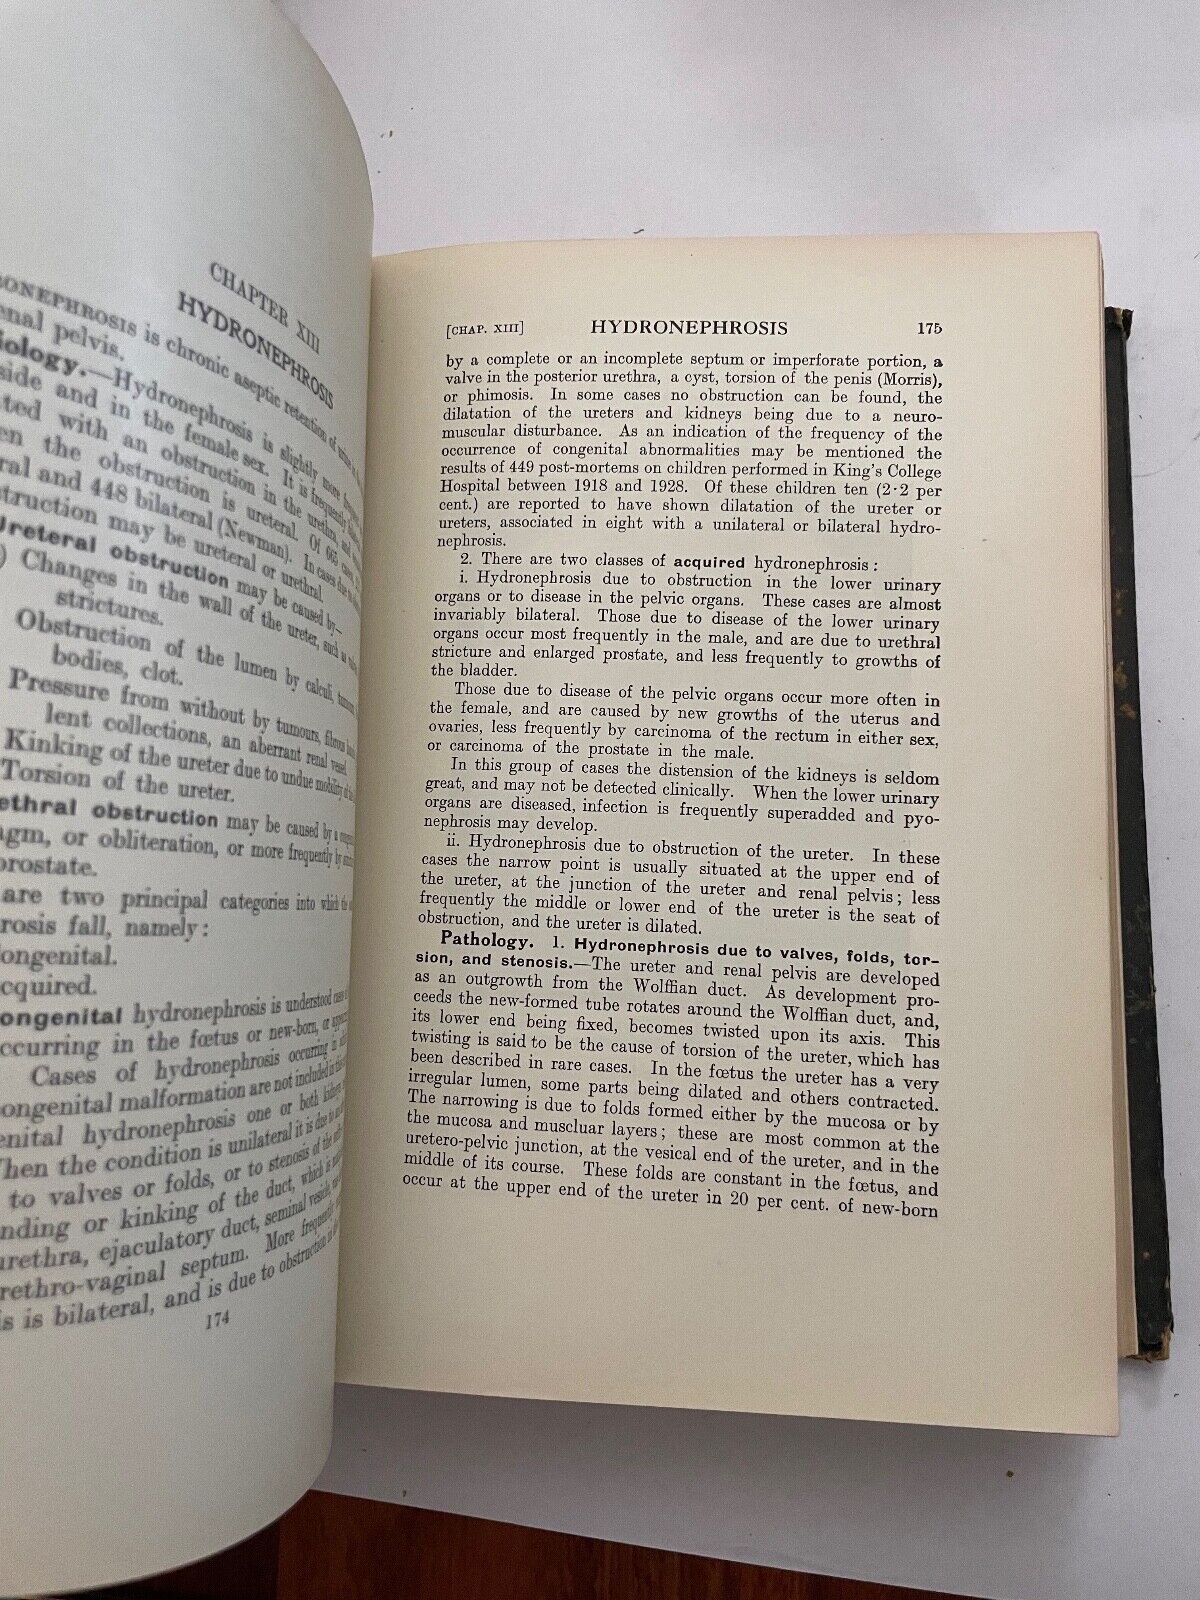 CHAPTER XIII
HYDRONEPHROSIS
ONEPHROSIS is chronic aseptic retention of urine
enal pelvis.
iology.—Hydronephrosis is slightly more
side and in the female sex. It is frequently
ted with an obstruction in the urethra, and
en the obstruction is ureteral. Of 665 cases,
ral and 448 bilateral (Newman). In cases due
struction may be ureteral or urethral.
Ureteral obstruction may be caused by—
) Changes in the wall of the ureter, such as
strictures.
Obstruction of the lumen by calculi,
bodies, clot.
Pressure from without by tumours, fibrous
lent collections, an aberrant renal vessel.
Kinking of the ureter due to undue mobility of the
Torsion of the ureter.
ethral obstruction may be caused by a
agm, or obliteration, or more frequently by
prostate.
are two principal categories into which the
rosis fall, namely:
ongenital.
cquired.
ongenital hydronephrosis is understood
ccurring in the fœtus or new-born, or
Cases of hydronephrosis occurring in
ongenital malformation are not included in this
enital hydronephrosis one or both kidneys
When the condition is unilateral it is due to
to valves or folds, or to stenosis of the
nding or kinking of the duct, which is
urethra, ejaculatory duct, seminal vesicle,
rethro-vaginal septum. More frequently
is is bilateral, and is due to obstruction in the
174
[CHAP. XIII] HYDRONEPHROSIS 175
by a complete or an incomplete septum or imperforate portion, a
valve in the posterior urethra, a cyst, torsion of the penis (Morris),
or phimosis. In some cases no obstruction can be found, the
dilatation of the ureters and kidneys being due to a neuro-
muscular disturbance. As an indication of the frequency of the
occurrence of congenital abnormalities may be mentioned the
results of 449 post-mortems on children performed in King's College
Hospital between 1918 and 1928. Of these children ten (2·2 per
cent.) are reported to have shown dilatation of the ureter or
ureters, associated in eight with a unilateral or bilateral hydro-
nephrosis.
2. There are two classes of acquired hydronephrosis :
i. Hydronephrosis due to obstruction in the lower urinary
organs or to disease in the pelvic organs. These cases are almost
invariably bilateral. Those due to disease of the lower urinary
organs occur most frequently in the male, and are due to urethral
stricture and enlarged prostate, and less frequently to growths of
the bladder.
Those due to disease of the pelvic organs occur more often in
the female, and are caused by new growths of the uterus and
ovaries, less frequently by carcinoma of the rectum in either sex,
or carcinoma of the prostate in the male.
In this group of cases the distension of the kidneys is seldom
great, and may not be detected clinically. When the lower urinary
organs are diseased, infection is frequently superadded and pyo-
nephrosis may develop.
ii. Hydronephrosis due to obstruction of the ureter. In these
cases the narrow point is usually situated at the upper end of
the ureter, at the junction of the ureter and renal pelvis ; less
frequently the middle or lower end of the ureter is the seat of
obstruction, and the ureter is dilated.
Pathology. 1. Hydronephrosis due to valves, folds, tor-
sion, and stenosis.—The ureter and renal pelvis are developed
as an outgrowth from the Wolffian duct. As development pro-
ceeds the new-formed tube rotates around the Wolffian duct, and,
its lower end being fixed, becomes twisted upon its axis. This
twisting is said to be the cause of torsion of the ureter, which has
been described in rare cases. In the fœtus the ureter has a very
irregular lumen, some parts being dilated and others contracted.
The narrowing is due to folds formed either by the mucosa or by
the mucosa and muscluar layers ; these are most common at the
uretero-pelvic junction, at the vesical end of the ureter, and in the
middle of its course. These folds are constant in the fœtus, and
occur at the upper end of the ureter in 20 per cent. of new-born